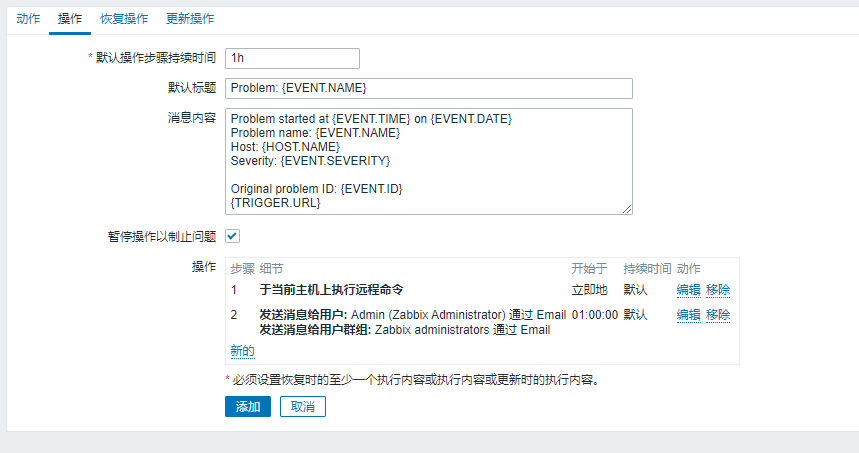 动作 操作 恢复操作 更新操作
* 默认操作步骤持续时间 1h
默认标题 Problem: {EVENT.NAME}
消息内容 Problem started at {EVENT.TIME} on {EVENT.DATE}
Problem name: {EVENT.NAME}
Host: {HOST.NAME}
Severity: {EVENT.SEVERITY}
Original problem ID: {EVENT.ID}
{TRIGGER.URL}
暂停操作以制止问题
操作 步骤 细节 开始于 持续时间 动作
1 于当前主机上执行远程命令 立即地 默认 编辑 移除
2 发送消息给用户: Admin (Zabbix Administrator) 通过 Email 01:00:00 默认 编辑 移除
发送消息给用户群组: Zabbix administrators 通过 Email
新的
* 必须设置恢复时的至少一个执行内容或执行内容或更新时的执行内容。
添加 取消